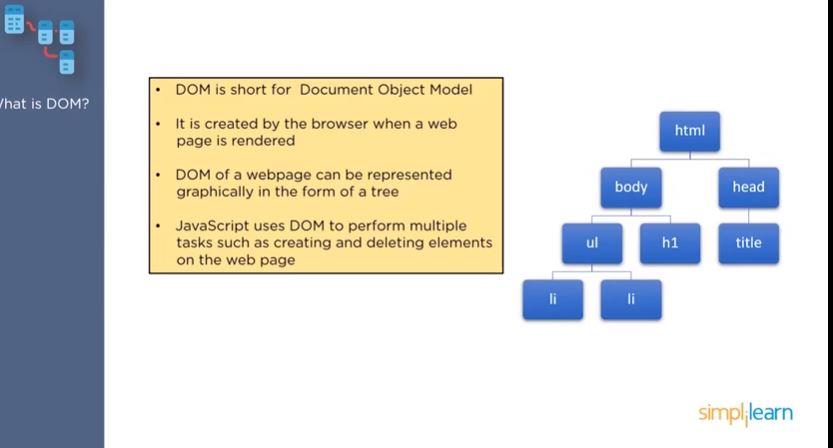 hat is DOM?
• DOM is short for Document Object Model
• It is created by the browser when a web
page is rendered
• DOM of a webpage can be represented
graphically in the form of a tree
• JavaScript uses DOM to perform multiple
tasks such as creating and deleting elements
on the web page
html
body head
ul h1 title
li li
simplilearn